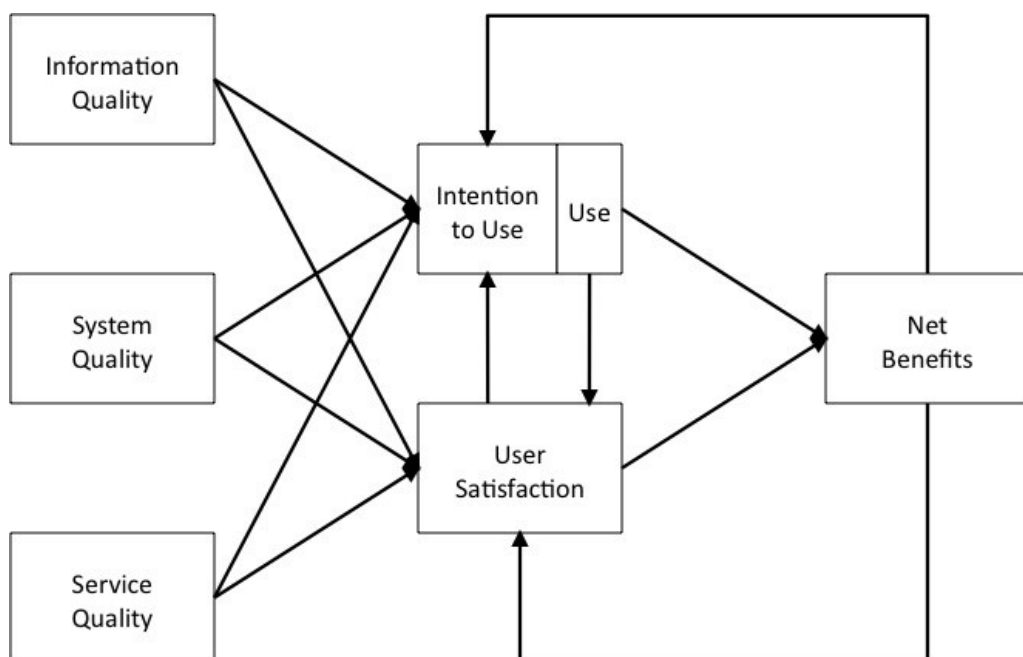 Information
Quality
Intention
to Use
Use
System
Quality
Net
Benefits
User
Satisfaction
Service
Quality